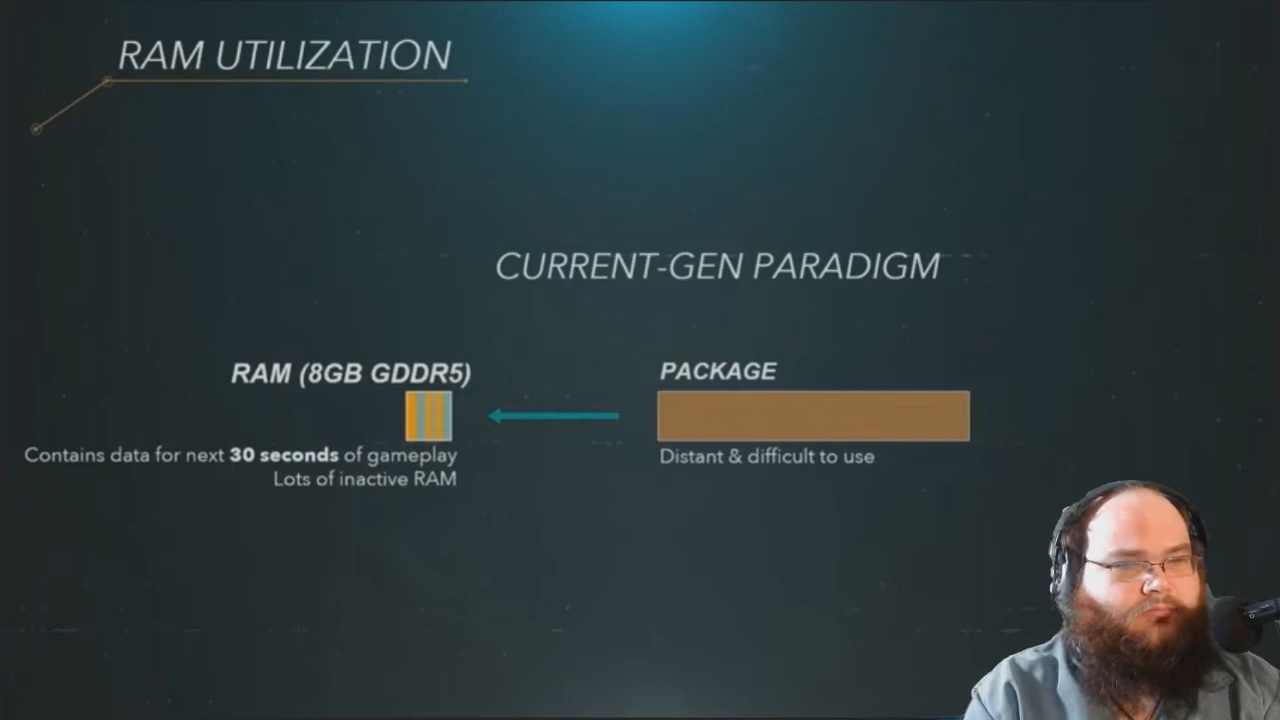 RAM UTILIZATION
CURRENT-GEN PARADIGM
RAM (8GB GDDR5)
PACKAGE
Contains data for next 30 seconds of gameplay
Lots of inactive RAM
Distant & difficult to use